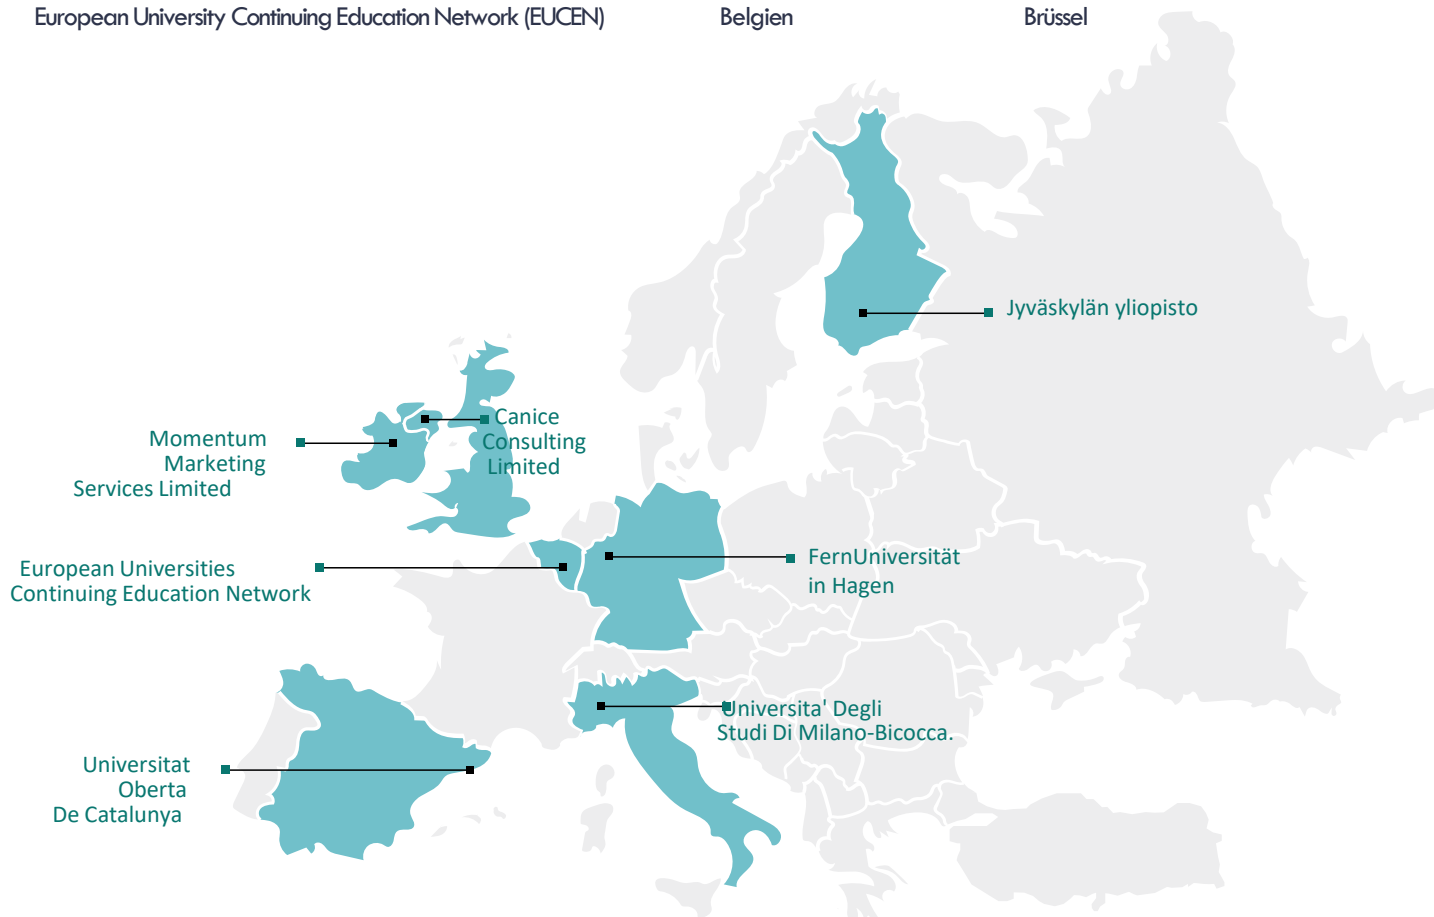 European University Continuing Education Network (EUCEN) Belgien Brüssel
Jyväskylän yliopisto
Canice
Consulting
Limited
Momentum
Marketing
Services Limited
FernUniversität
in Hagen
European Universities
Continuing Education Network
Universita' Degli
Studi Di Milano-Bicocca.
Universitat
Oberta
De Catalunya